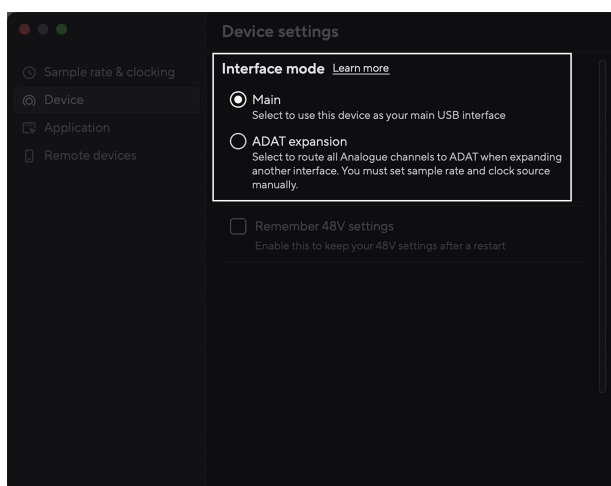 Device settings
Sample rate & clocking
Device
Application
Remote devices
Interface mode Learn more
Main
Select to use this device as your main USB interface
ADAT expansion
Select to route all Analogue channels to ADAT when expanding
another interface. You must set sample rate and clock source
manually.
Remember 48V settings
Enable this to keep your 48V settings after a restart